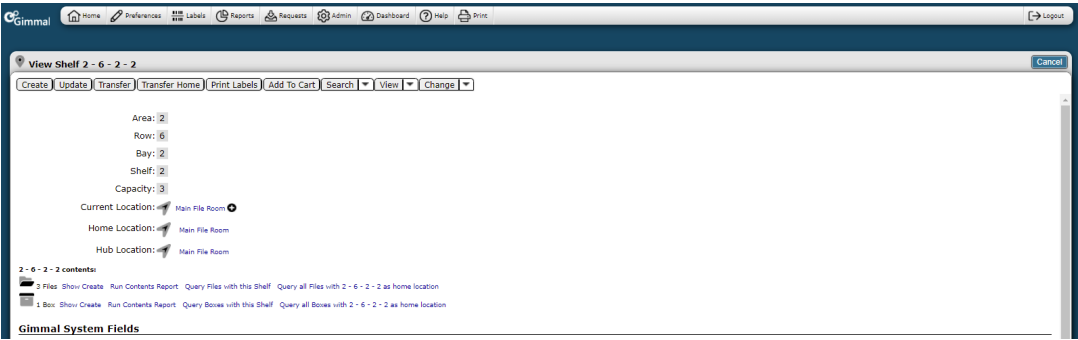 Gimmal Home Preferences Labels Reports Requests Admin Dashboard Help Print Logout
View Shelf 2 - 6 - 2 - 2 Cancel
Create Update Transfer Transfer Home Print Labels Add To Cart Search View Change
Area: 2
Row: 6
Bay: 2
Shelf: 2
Capacity: 3
Current Location: Main File Room
Home Location: Main File Room
Hub Location: Main File Room
2 - 6 - 2 - 2 contents:
3 Files Show Create Run Contents Report Query Files with this Shelf Query all Files with 2 - 6 - 2 - 2 as home location
1 Box Show Create Run Contents Report Query Boxes with this Shelf Query all Boxes with 2 - 6 - 2 - 2 as home location
Gimmal System Fields